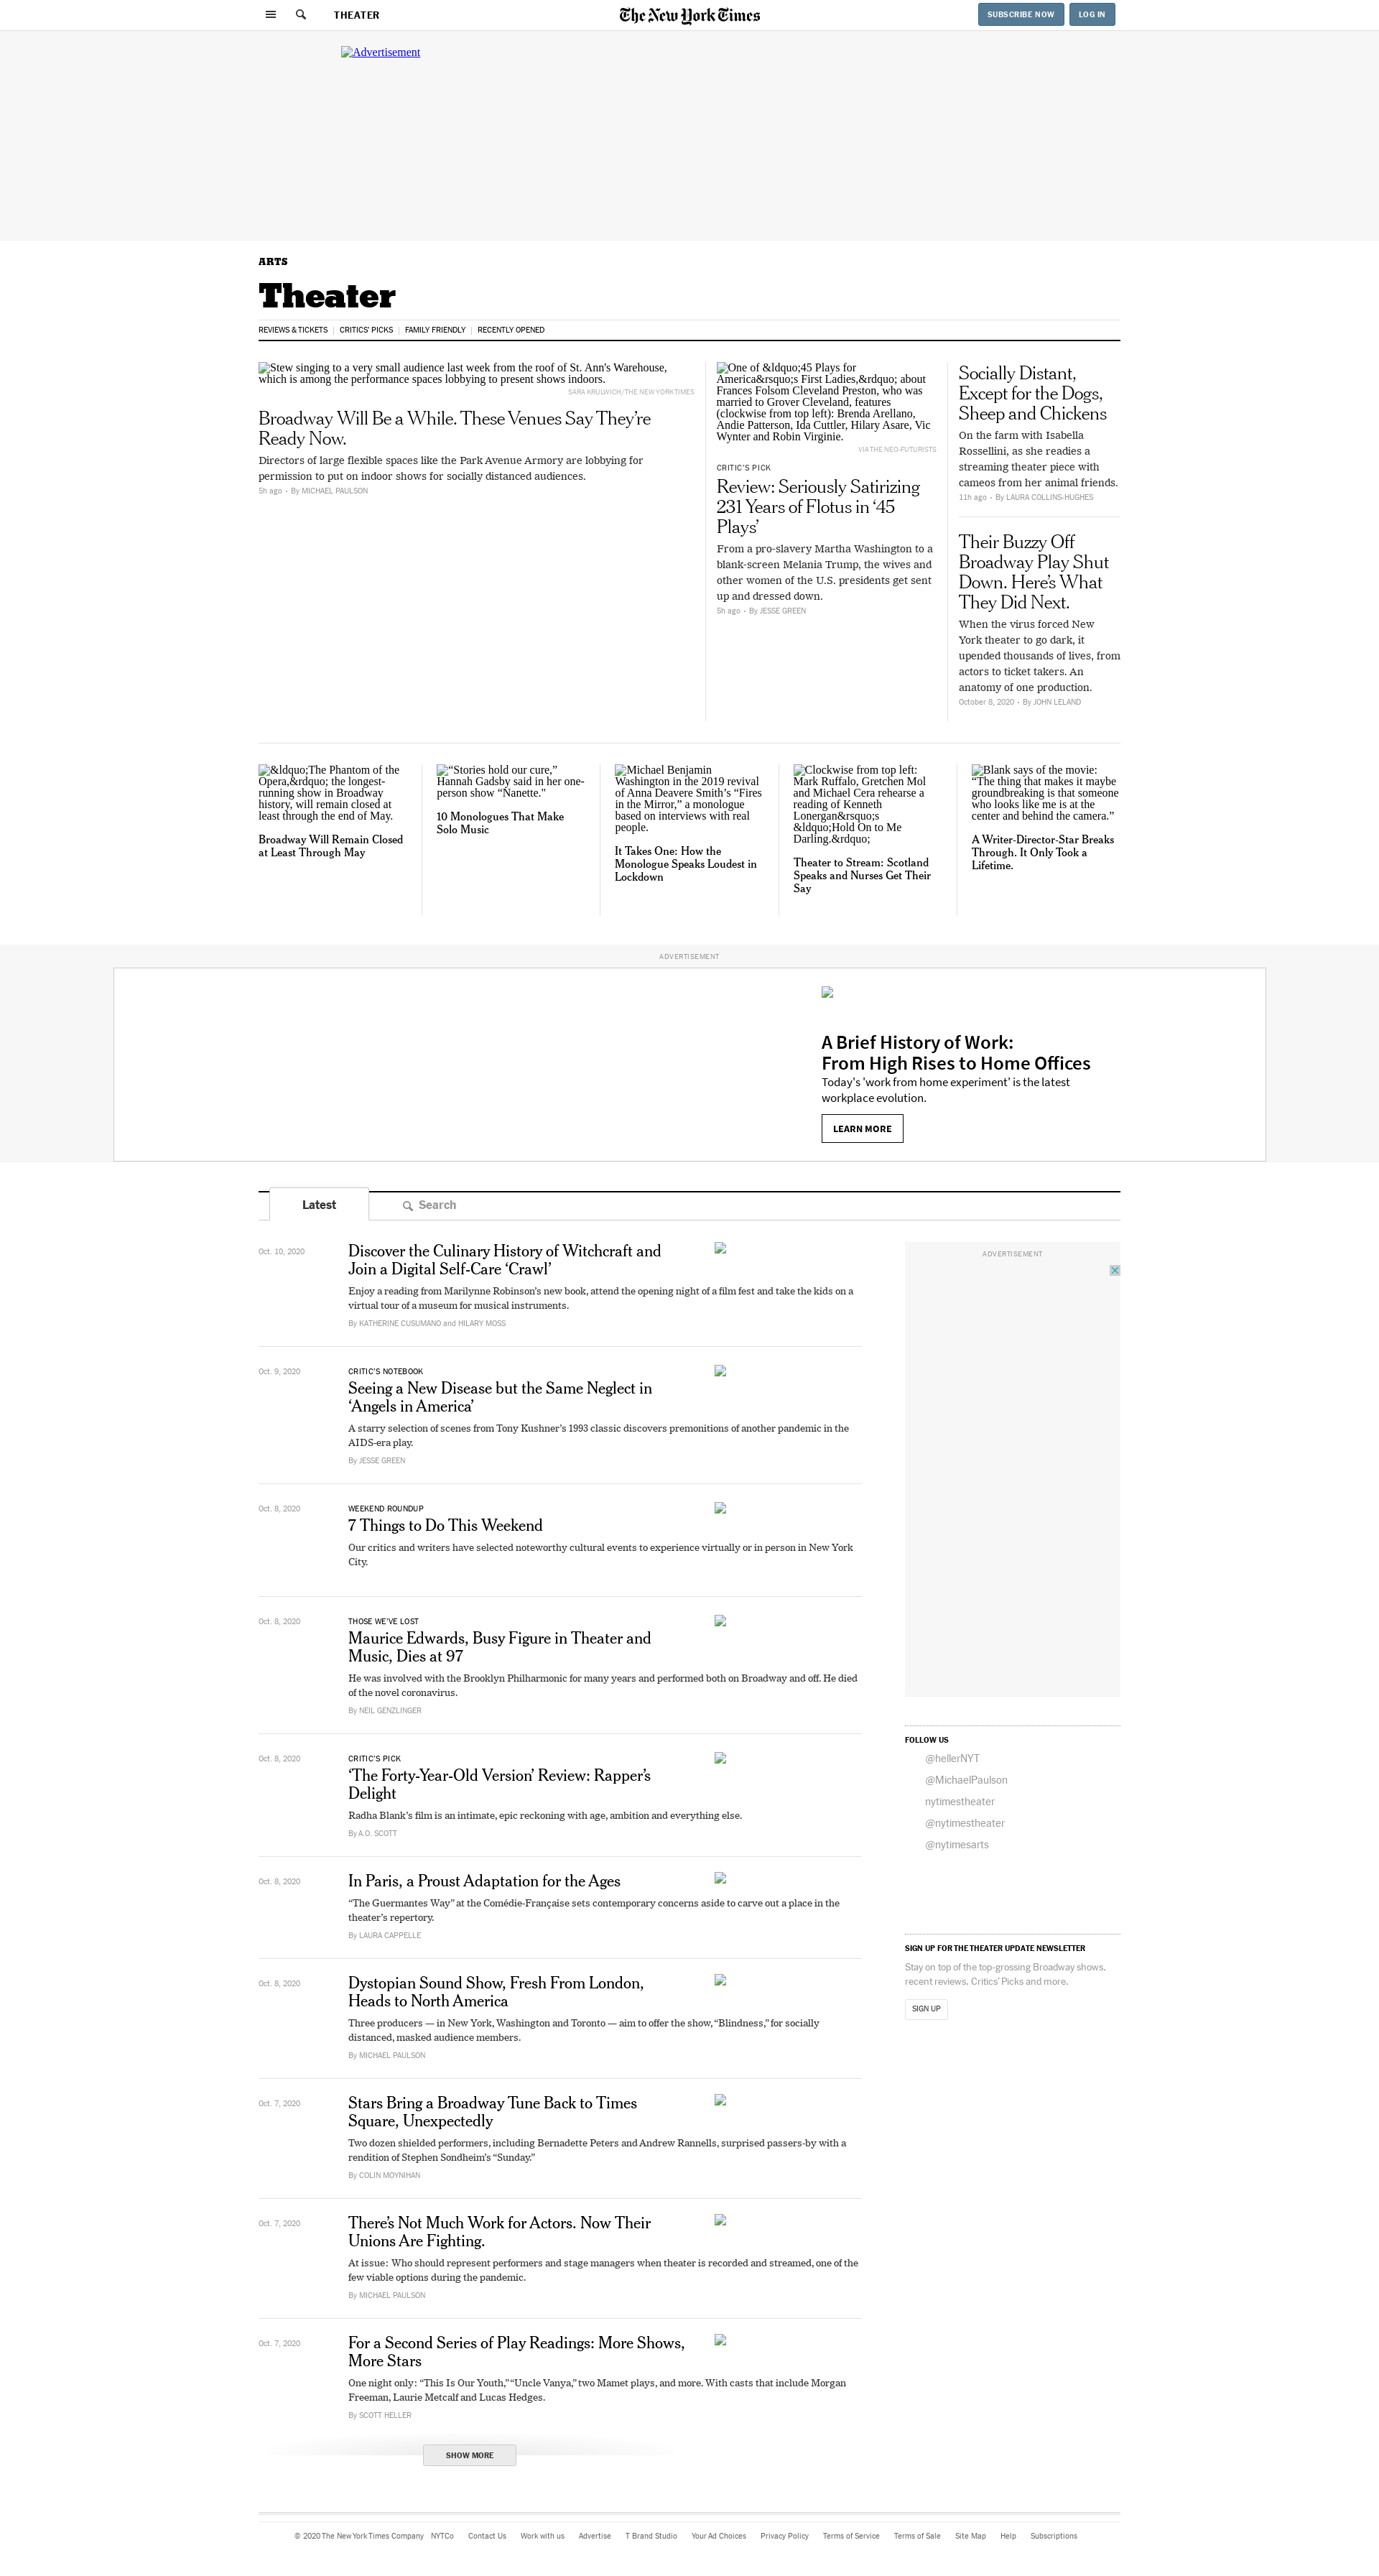 THEATER
The New York Times
SUBSCRIBE NOW
LOG IN
Advertisement
ARTS
Theater
REVIEWS & TICKETS
CRITICS' PICKS
FAMILY FRIENDLY
RECENTLY OPENED
Stew singing to a very small audience last week from the roof of St. Ann's Warehouse,
which is among the performance spaces lobbying to present shows indoors.
SARA KRULWICH/THE NEW YORK TIMES
Broadway Will Be a While. These Venues Say They’re
Ready Now.
Directors of large flexible spaces like the Park Avenue Armory are lobbying for
permission to put on indoor shows for socially distanced audiences.
5h ago • By MICHAEL PAULSON
One of &ldquo;45 Plays for
America&rsquo;s First Ladies,&rdquo; about
Frances Folsom Cleveland Preston, who was
married to Grover Cleveland, features
(clockwise from top left): Brenda Arellano,
Andie Patterson, Ida Cuttler, Hilary Asare, Vic
Wynter and Robin Virginie.
VIA THE NEO-FUTURISTS
CRITIC’S PICK
Review: Seriously Satirizing
231 Years of Flotus in ‘45
Plays’
From a pro-slavery Martha Washington to a
blank-screen Melania Trump, the wives and
other women of the U.S. presidents get sent
up and dressed down.
5h ago • By JESSE GREEN
Socially Distant,
Except for the Dogs,
Sheep and Chickens
On the farm with Isabella
Rossellini, as she readies a
streaming theater piece with
cameos from her animal friends.
11h ago • By LAURA COLLINS-HUGHES
Their Buzzy Off
Broadway Play Shut
Down. Here’s What
They Did Next.
When the virus forced New
York theater to go dark, it
upended thousands of lives, from
actors to ticket takers. An
anatomy of one production.
October 8, 2020 • By JOHN LELAND
&ldquo;The Phantom of the
Opera,&rdquo; the longest-
running show in Broadway
history, will remain closed at
least through the end of May.
Broadway Will Remain Closed
at Least Through May
“Stories hold our cure,”
Hannah Gadsby said in her one-
person show “Nanette."
10 Monologues That Make
Solo Music
Michael Benjamin
Washington in the 2019 revival
of Anna Deavere Smith’s “Fires
in the Mirror,” a monologue
based on interviews with real
people.
It Takes One: How the
Monologue Speaks Loudest in
Lockdown
Clockwise from top left:
Mark Ruffalo, Gretchen Mol
and Michael Cera rehearse a
reading of Kenneth
Lonergan&rsquo;s
&ldquo;Hold On to Me
Darling.&rdquo;
Theater to Stream: Scotland
Speaks and Nurses Get Their
Say
Blank says of the movie:
“The thing that makes it maybe
groundbreaking is that someone
who looks like me is at the
center and behind the camera.”
A Writer-Director-Star Breaks
Through. It Only Took a
Lifetime.
ADVERTISEMENT
A Brief History of Work:
From High Rises to Home Offices
Today's 'work from home experiment' is the latest
workplace evolution.
LEARN MORE
Latest
Search
Oct. 10, 2020
Discover the Culinary History of Witchcraft and
Join a Digital Self-Care ‘Crawl’
Enjoy a reading from Marilynne Robinson’s new book, attend the opening night of a film fest and take the kids on a
virtual tour of a museum for musical instruments.
By KATHERINE CUSUMANO and HILARY MOSS
Oct. 9, 2020
CRITIC’S NOTEBOOK
Seeing a New Disease but the Same Neglect in
‘Angels in America’
A starry selection of scenes from Tony Kushner’s 1993 classic discovers premonitions of another pandemic in the
AIDS-era play.
By JESSE GREEN
Oct. 8, 2020
WEEKEND ROUNDUP
7 Things to Do This Weekend
Our critics and writers have selected noteworthy cultural events to experience virtually or in person in New York
City.
Oct. 8, 2020
THOSE WE’VE LOST
Maurice Edwards, Busy Figure in Theater and
Music, Dies at 97
He was involved with the Brooklyn Philharmonic for many years and performed both on Broadway and off. He died
of the novel coronavirus.
By NEIL GENZLINGER
Oct. 8, 2020
CRITIC’S PICK
‘The Forty-Year-Old Version’ Review: Rapper’s
Delight
Radha Blank’s film is an intimate, epic reckoning with age, ambition and everything else.
By A.O. SCOTT
Oct. 8, 2020
In Paris, a Proust Adaptation for the Ages
“The Guermantes Way” at the Comédie-Française sets contemporary concerns aside to carve out a place in the
theater’s repertory.
By LAURA CAPPELLE
Oct. 8, 2020
Dystopian Sound Show, Fresh From London,
Heads to North America
Three producers — in New York, Washington and Toronto — aim to offer the show, “Blindness,” for socially
distanced, masked audience members.
By MICHAEL PAULSON
Oct. 7, 2020
Stars Bring a Broadway Tune Back to Times
Square, Unexpectedly
Two dozen shielded performers, including Bernadette Peters and Andrew Rannells, surprised passers-by with a
rendition of Stephen Sondheim’s “Sunday.”
By COLIN MOYNIHAN
Oct. 7, 2020
There’s Not Much Work for Actors. Now Their
Unions Are Fighting.
At issue: Who should represent performers and stage managers when theater is recorded and streamed, one of the
few viable options during the pandemic.
By MICHAEL PAULSON
Oct. 7, 2020
For a Second Series of Play Readings: More Shows,
More Stars
One night only: “This Is Our Youth,” “Uncle Vanya,” two Mamet plays, and more. With casts that include Morgan
Freeman, Laurie Metcalf and Lucas Hedges.
By SCOTT HELLER
SHOW MORE
ADVERTISEMENT
FOLLOW US
@hellerNYT
@MichaelPaulson
nytimestheater
@nytimestheater
@nytimesarts
SIGN UP FOR THE THEATER UPDATE NEWSLETTER
Stay on top of the top-grossing Broadway shows,
recent reviews, Critics’ Picks and more.
SIGN UP
© 2020 The New York Times Company
NYTCo
Contact Us
Work with us
Advertise
T Brand Studio
Your Ad Choices
Privacy Policy
Terms of Service
Terms of Sale
Site Map
Help
Subscriptions